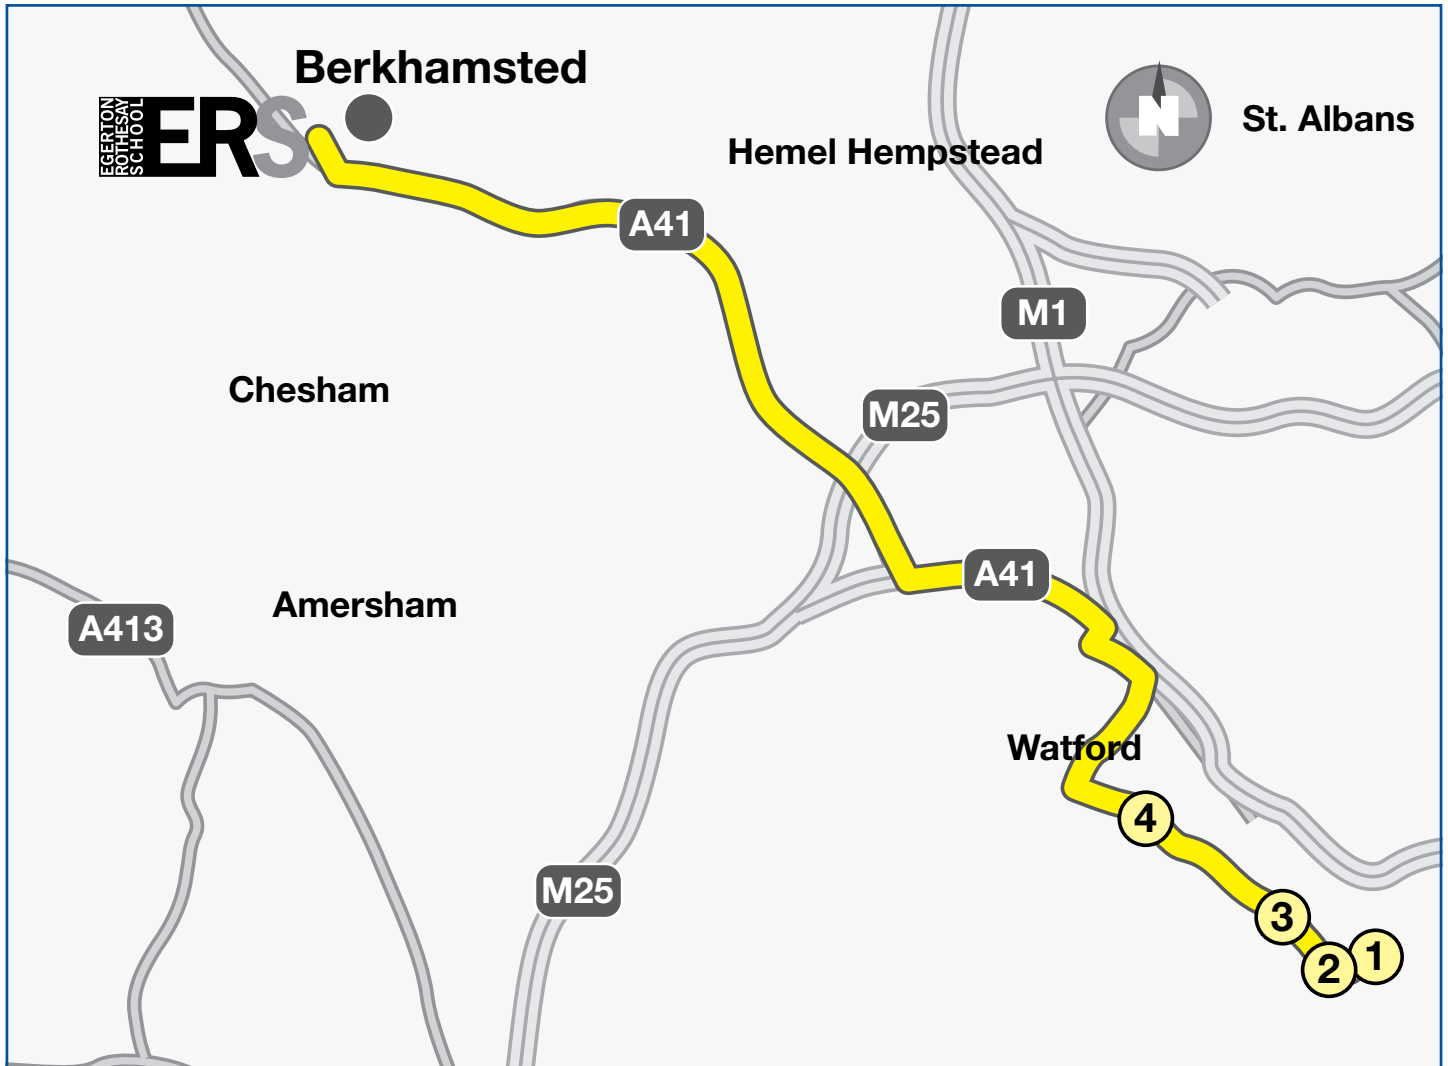 Berkhamsted
EGERTON
ROTHESAY
SCHOOL
ERS
N
St. Albans
Hemel Hempstead
A41
M1
Chesham
M25
A41
Amersham
A413
Watford
4
M25
3
1
2